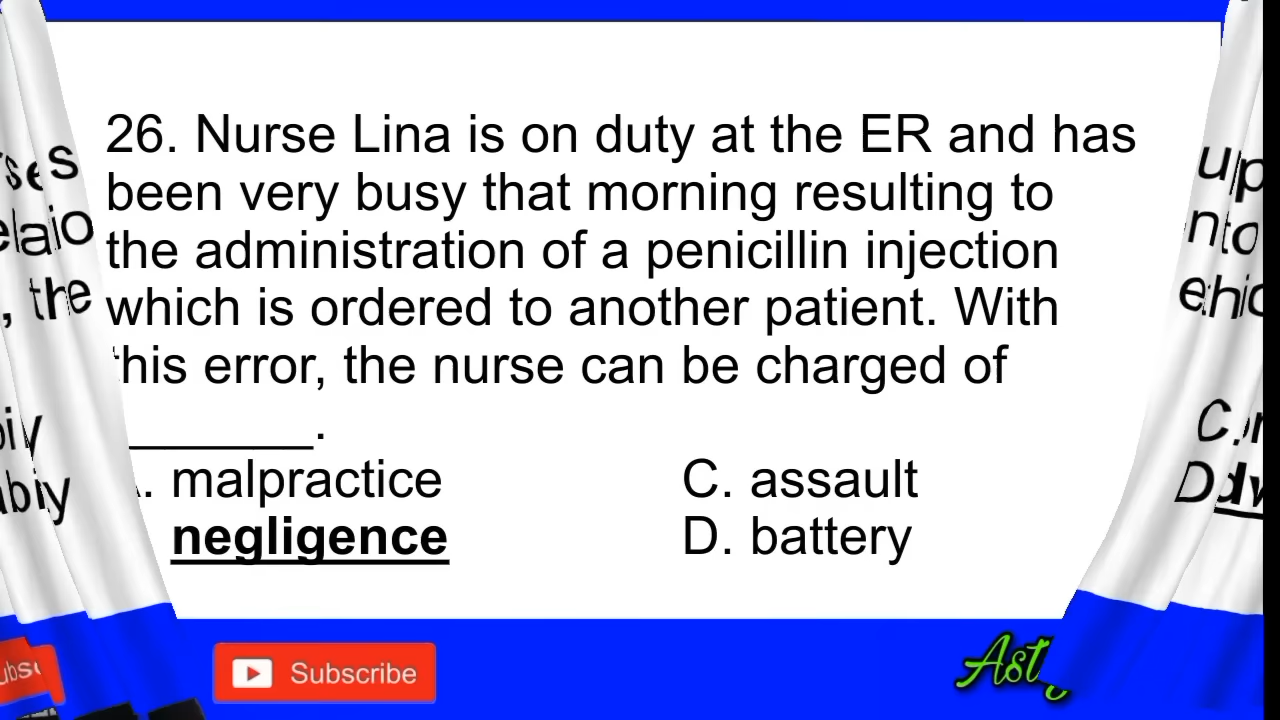 26. Nurse Lina is on duty at the ER and has
been very busy that morning resulting to
the administration of a penicillin injection
which is ordered to another patient. With
this error, the nurse can be charged of
_______.
. malpractice
C. assault
negligence
D. battery
Subscribe